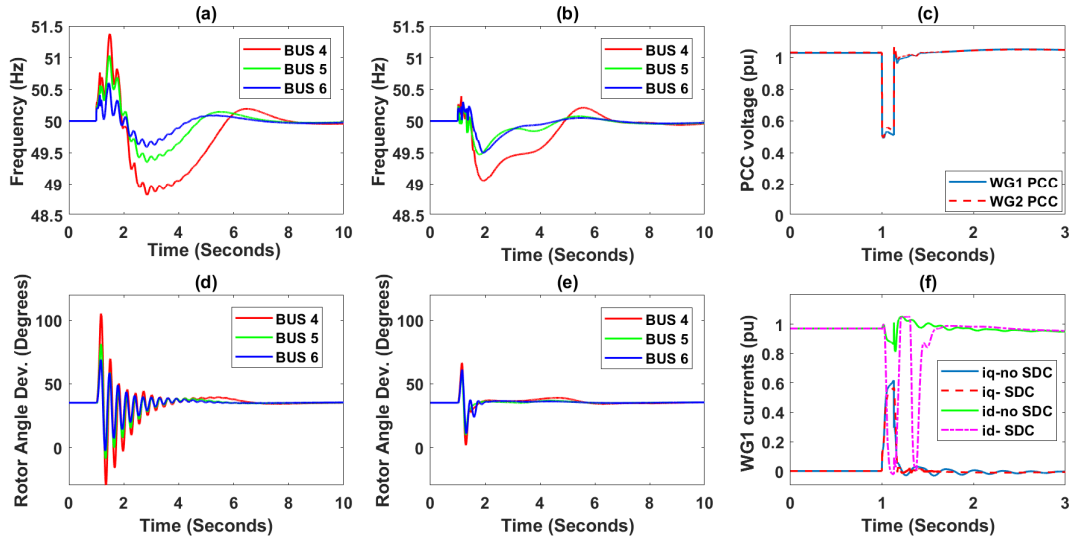 (a)
Frequency (Hz)
51.5
51
50.5
50
49.5
49
48.5
BUS 4
BUS 5
BUS 6
0
2
4
6
8
10
Time (Seconds)
(b)
Frequency (Hz)
51.5
51
50.5
50
49.5
49
48.5
BUS 4
BUS 5
BUS 6
0
2
4
6
8
10
Time (Seconds)
(c)
PCC voltage (pu)
1
0.8
0.6
0.4
0.2
0
WG1 PCC
WG2 PCC
0
1
2
3
Time (Seconds)
(d)
Rotor Angle Dev. (Degrees)
100
50
0
BUS 4
BUS 5
BUS 6
0
2
4
6
8
10
Time (Seconds)
(e)
Rotor Angle Dev. (Degrees)
100
50
0
BUS 4
BUS 5
BUS 6
0
2
4
6
8
10
Time (Seconds)
(f)
WG1 currents (pu)
1
0.8
0.6
0.4
0.2
0
iq-no SDC
iq- SDC
id-no SDC
id- SDC
0
1
2
3
Time (Seconds)